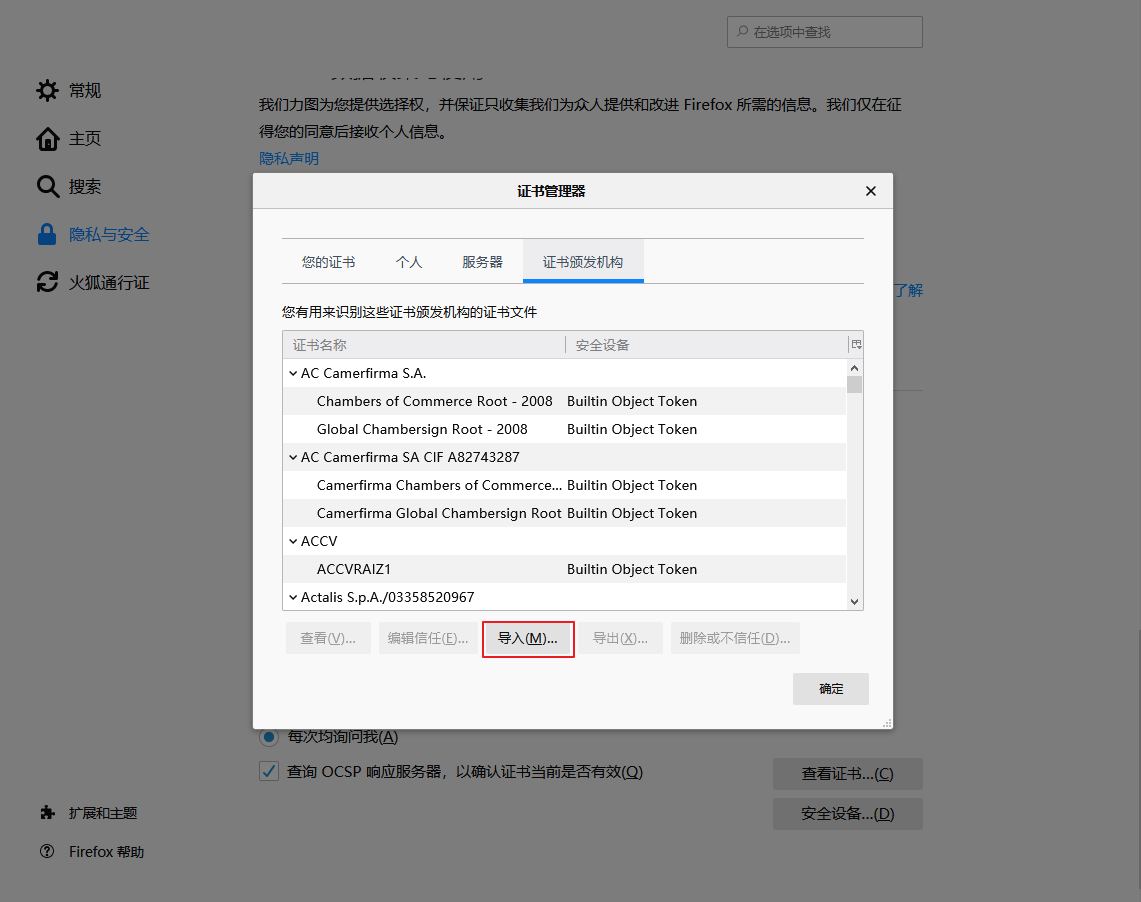 在选项中查找
常规
主页
搜索
隐私与安全
火狐通行证
我们力图为您提供选择权，并保证只收集我们为众人提供和改进 Firefox 所需的信息。我们仅在征
得您的同意后接收个人信息。
隐私声明
证书管理器
您的证书 个人 服务器 证书颁发机构
了解
您有用来识别这些证书颁发机构的证书文件
证书名称 安全设备
AC Camerfirma S.A.
Chambers of Commerce Root - 2008 Builtin Object Token
Global Chambersign Root - 2008 Builtin Object Token
AC Camerfirma SA CIF A82743287
Camerfirma Chambers of Commerce... Builtin Object Token
Camerfirma Global Chambersign Root Builtin Object Token
ACCV
ACCVRAIZ1 Builtin Object Token
Actalis S.p.A./03358520967
查看(V)... 编辑信任(E)... 导入(M)... 导出(X)... 删除或不信任(D)...
确定
每次均询问我(A)
查询 OCSP 响应服务器，以确认证书当前是否有效(Q)
查看证书...(C)
安全设备...(D)
扩展和主题
Firefox 帮助